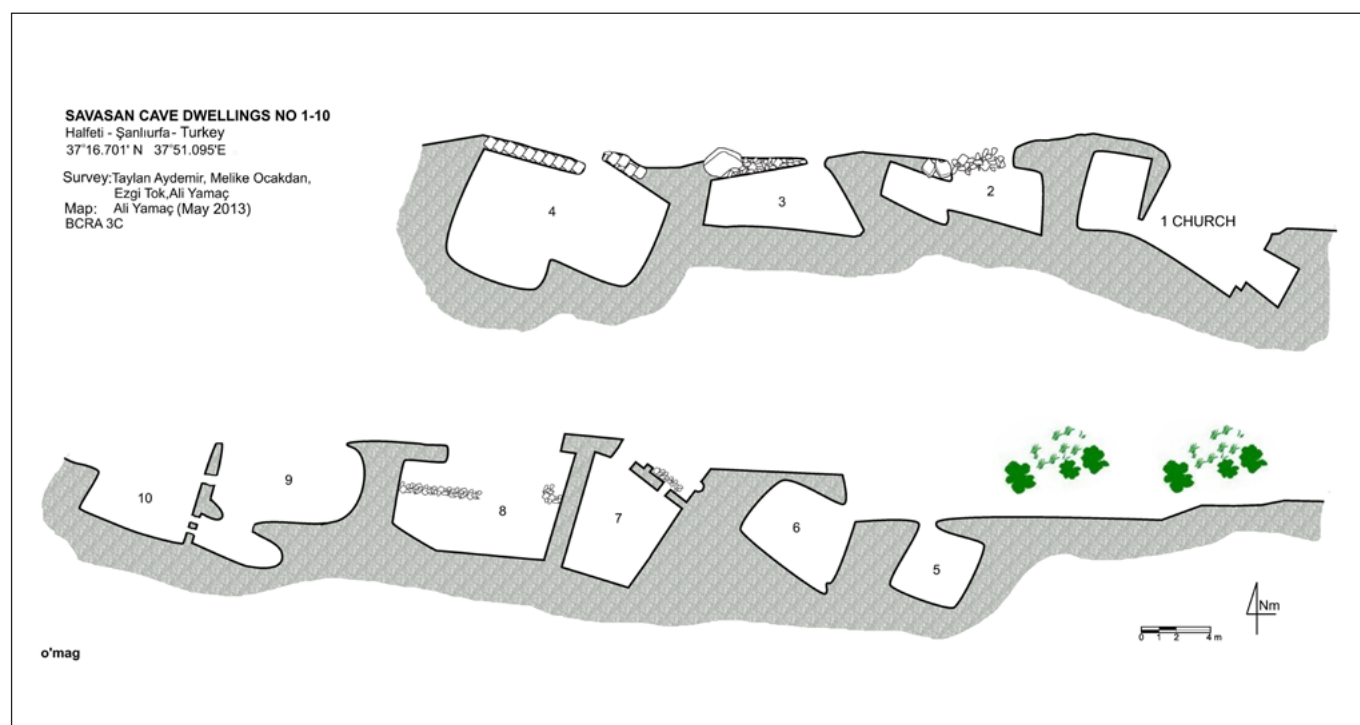 SAVASAN CAVE DWELLINGS NO 1-10
Halfeti - Şanlıurfa - Turkey
37°16.701' N 37°51.095'E
Survey:Taylan Aydemir, Melike Ocakdan,
Ezgi Tok,Ali Yamaç
Map: Ali Yamaç (May 2013)
BCRA 3C
4
3
2
1 CHURCH
10
9
8
7
6
5
Nm
0 1 2 4 m
o'mag